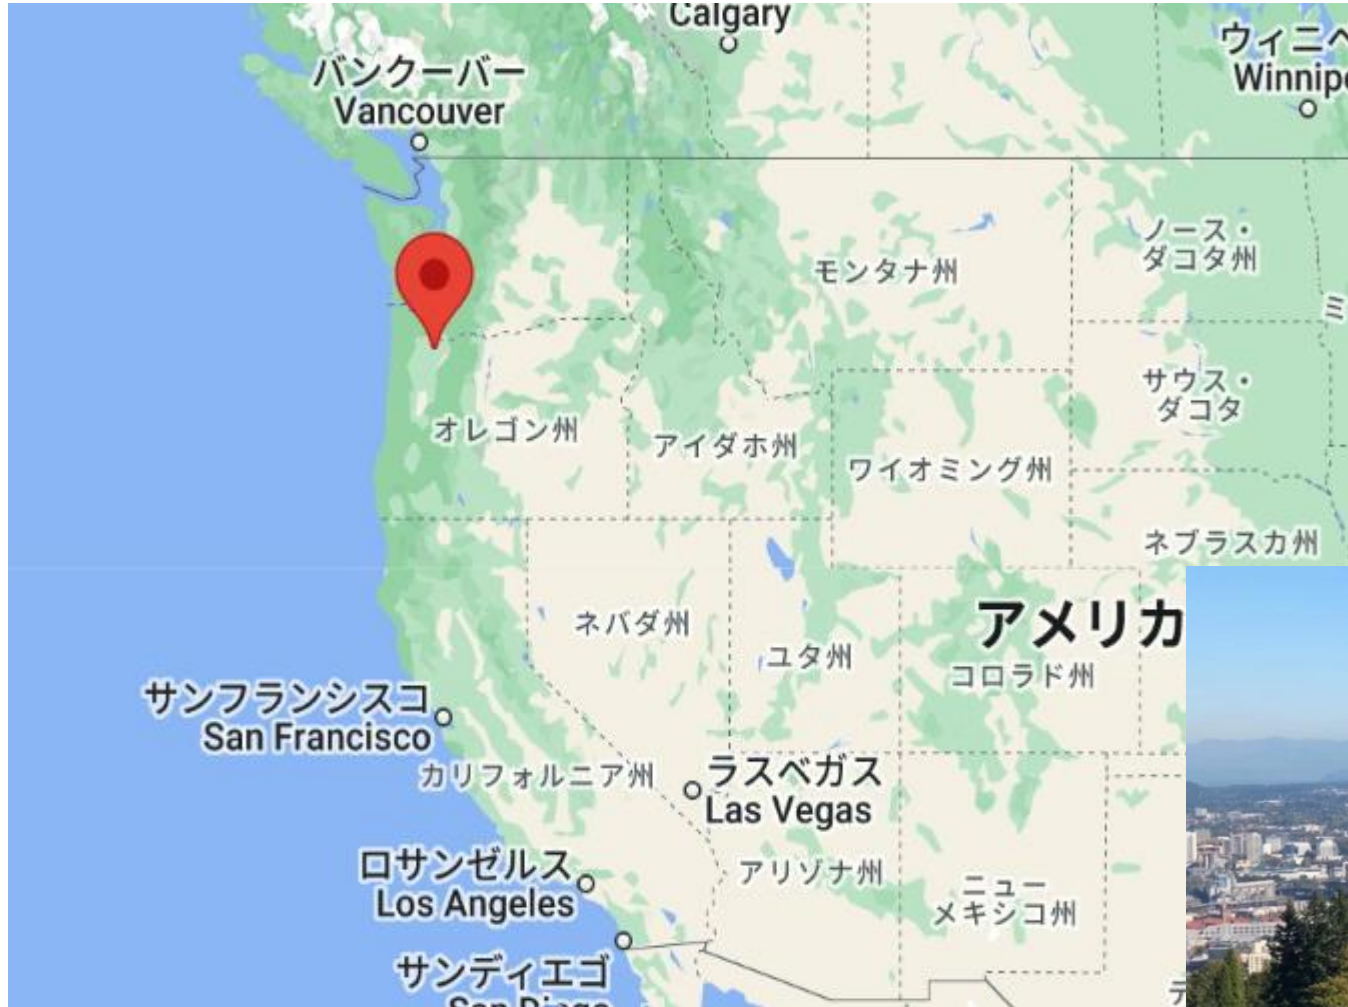 Calgary
バンクーバー
Vancouver
ウィニペ
Winnip
モンタナ州
ノース・
ダコタ州
ミ
サウス・
ダコタ
オレゴン州
アイダホ州
ワイオミング州
ネブラスカ州
ネバダ州
アメリカ
ユタ州
コロラド州
サンフランシスコ
San Francisco
カリフォルニア州
ラスベガス
Las Vegas
ロサンゼルス
Los Angeles
アリゾナ州
ニュー
メキシコ州
サンディエゴ
San Diego